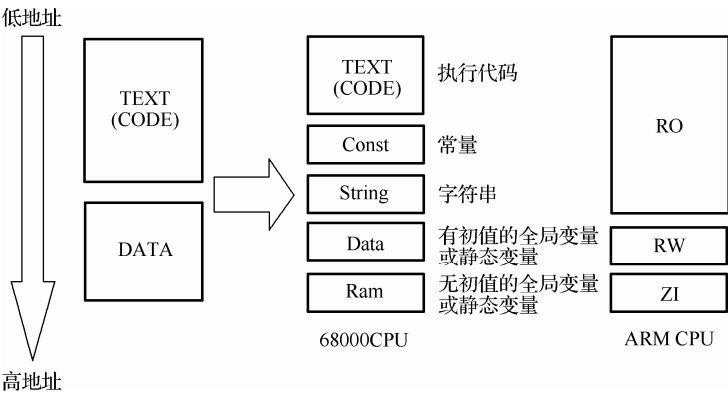 低地址
TEXT
(CODE)
DATA
高地址
TEXT
(CODE)
执行代码
Const
常量
String
字符串
Data
有初值的全局变量
或静态变量
Ram
无初值的全局变量
或静态变量
68000CPU
RO
RW
ZI
ARM CPU